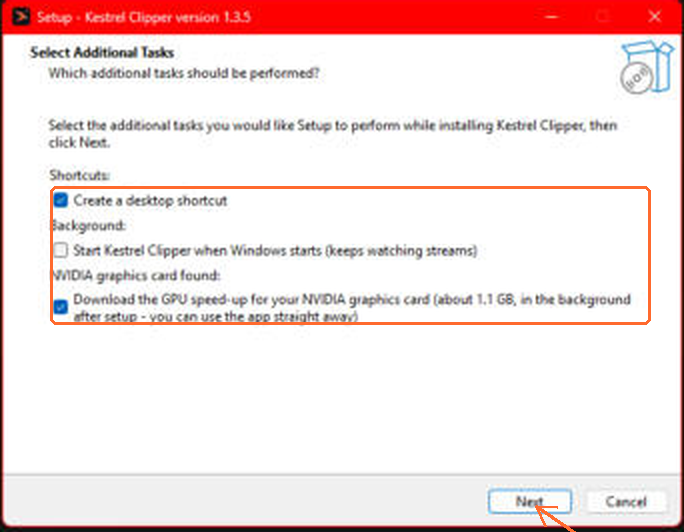 Setup - Kestrel Clipper version 1.3.5
Select Additional Tasks
Which additional tasks should be performed?
Select the additional tasks you would like Setup to perform while installing Kestrel Clipper, then
click Next.
Shortcuts:
Create a desktop shortcut
Background:
Start Kestrel Clipper when Windows starts (keeps watching streams)
NVIDIA graphics card found:
Download the GPU speed-up for your NVIDIA graphics card (about 1.1 GB, in the background
after setup - you can use the app straight away)
Next
Cancel